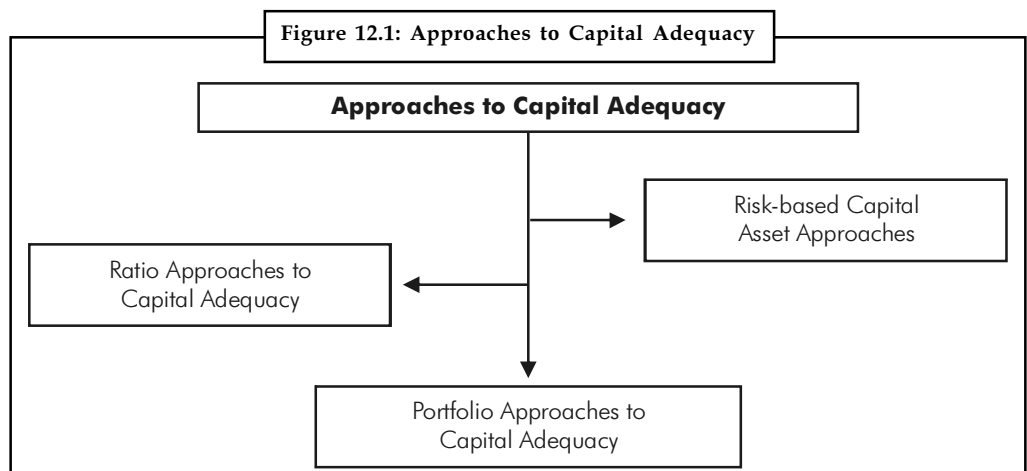 Figure 12.1: Approaches to Capital Adequacy
Approaches to Capital Adequacy
Risk-based Capital
Asset Approaches
Ratio Approaches to
Capital Adequacy
Portfolio Approaches to
Capital Adequacy